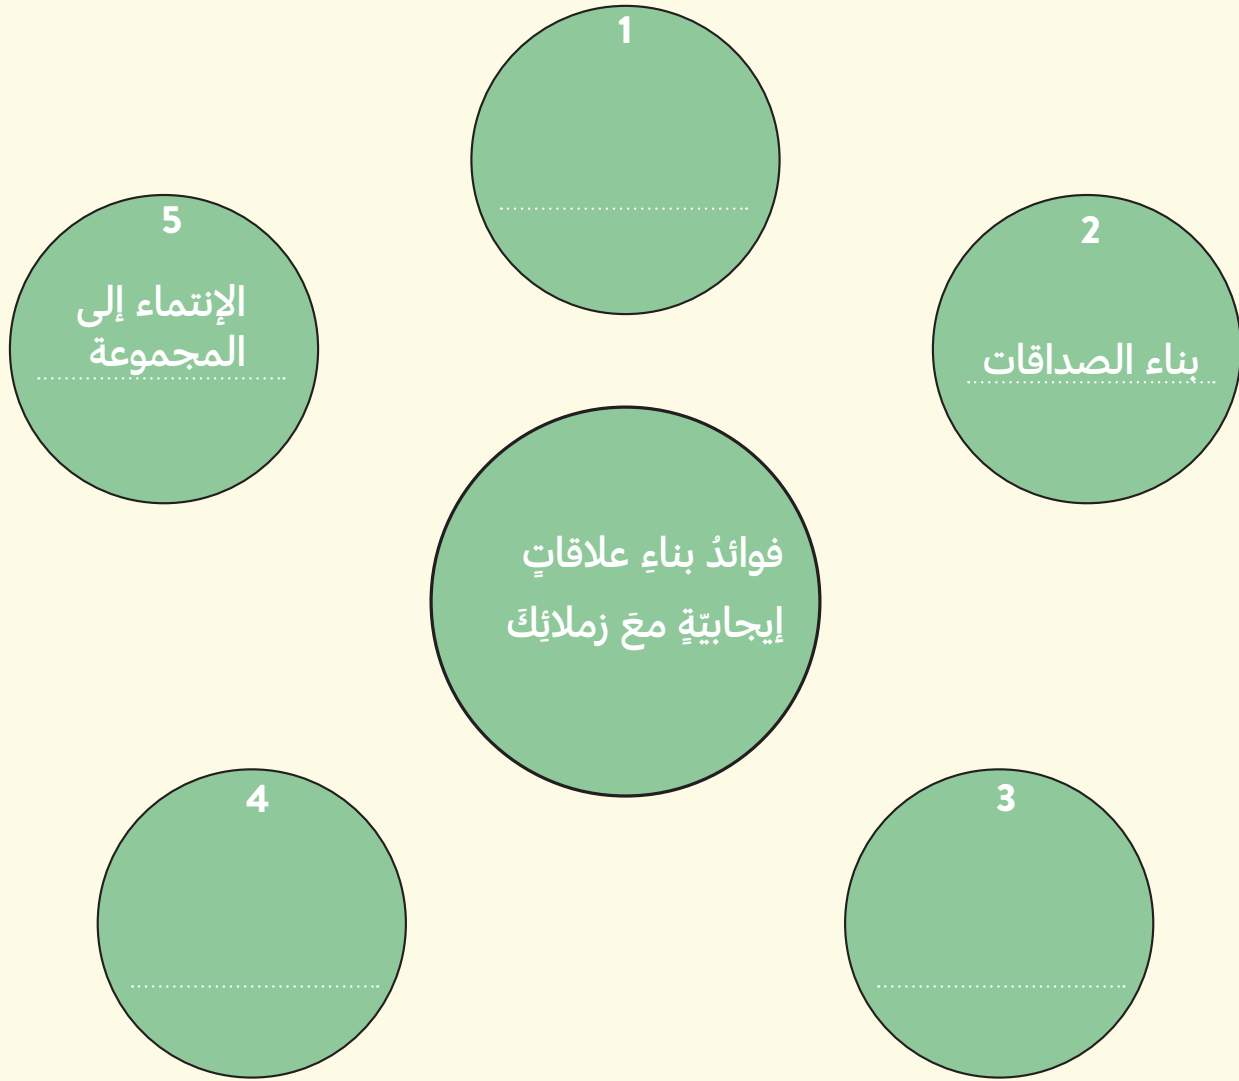 1
2
بناء الصداقات
5
الإنتماء إلى
المجموعة
فوائدُ بناءِ علاقاتٍ
إيجابيّةٍ معَ زملائِكَ
3
4